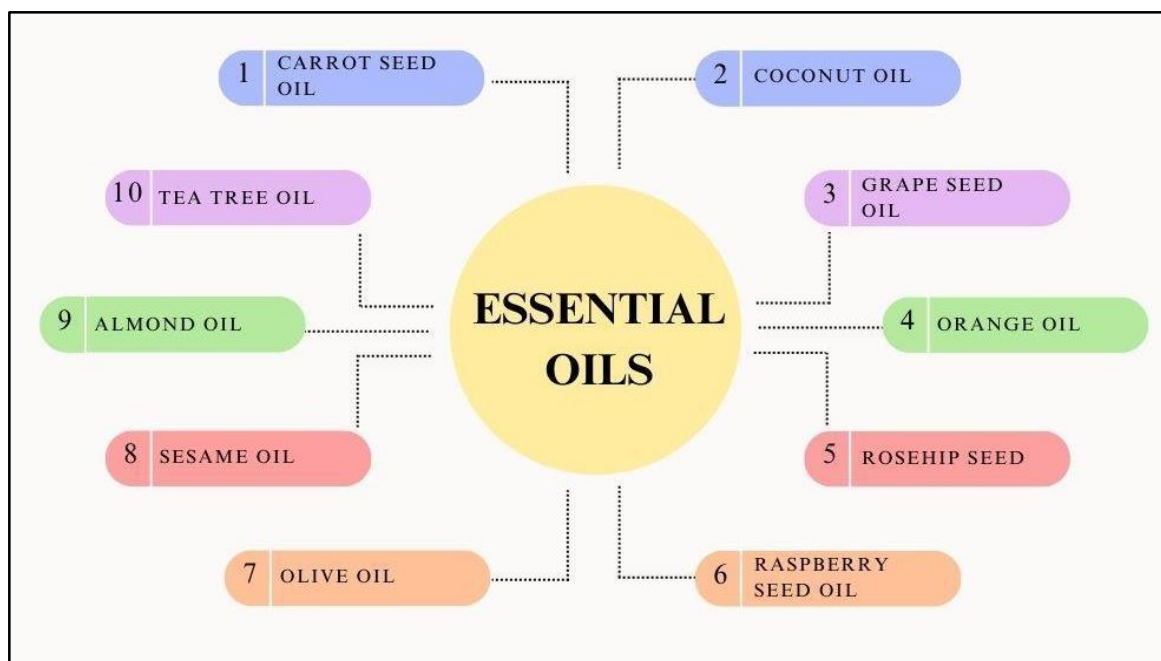 1 CARROT SEED
OIL
2 COCONUT OIL
10 TEA TREE OIL
3 GRAPE SEED
OIL
ESSENTIAL
OILS
9 ALMOND OIL
4 ORANGE OIL
8 SESAME OIL
5 ROSEHIP SEED
7 OLIVE OIL
6 RASPBERRY
SEED OIL